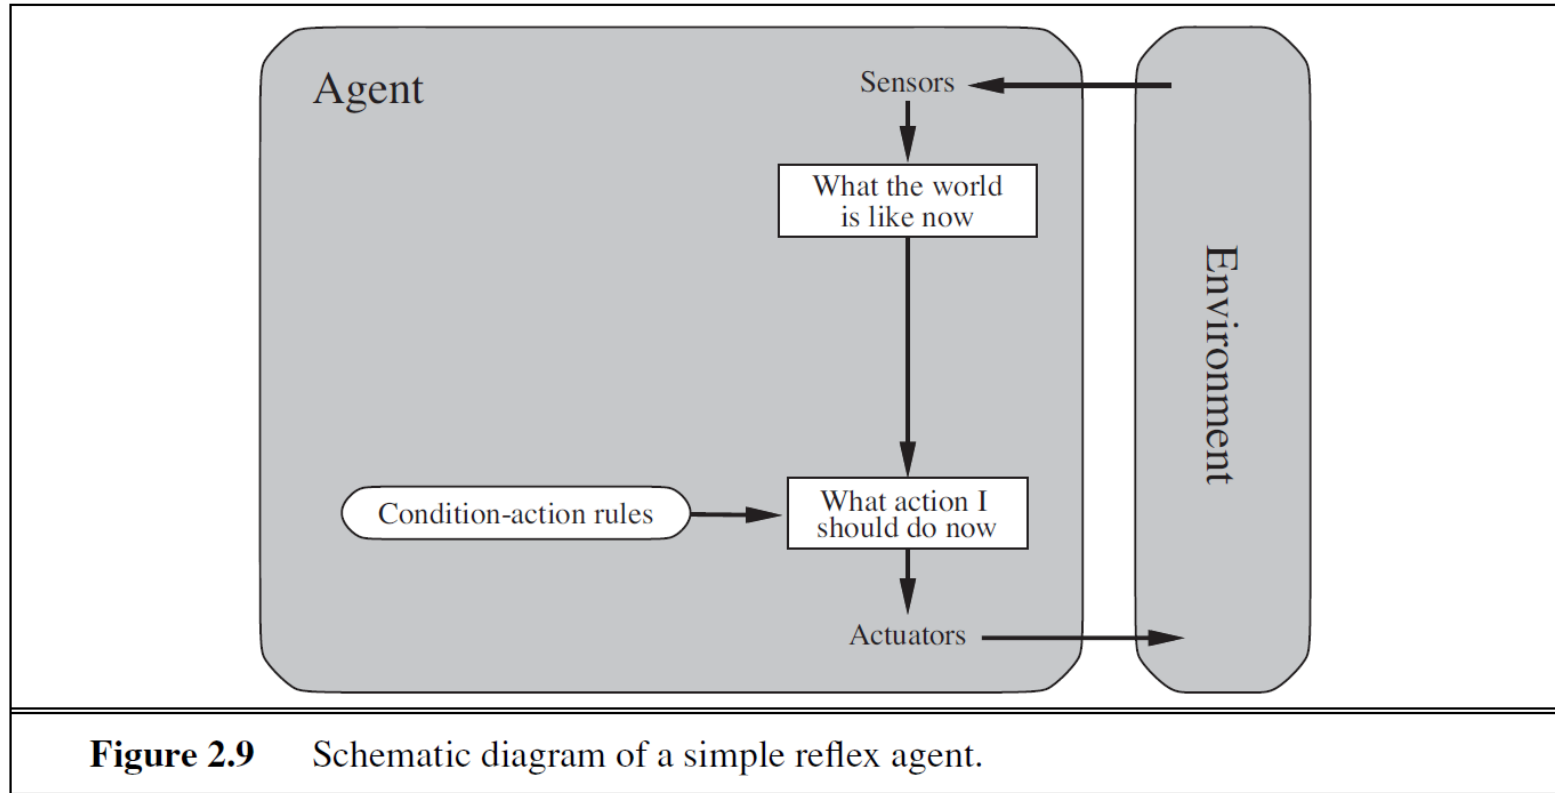 Agent
Sensors
What the world
is like now
Environment
Condition-action rules
What action I
should do now
Actuators
Figure 2.9 Schematic diagram of a simple reflex agent.